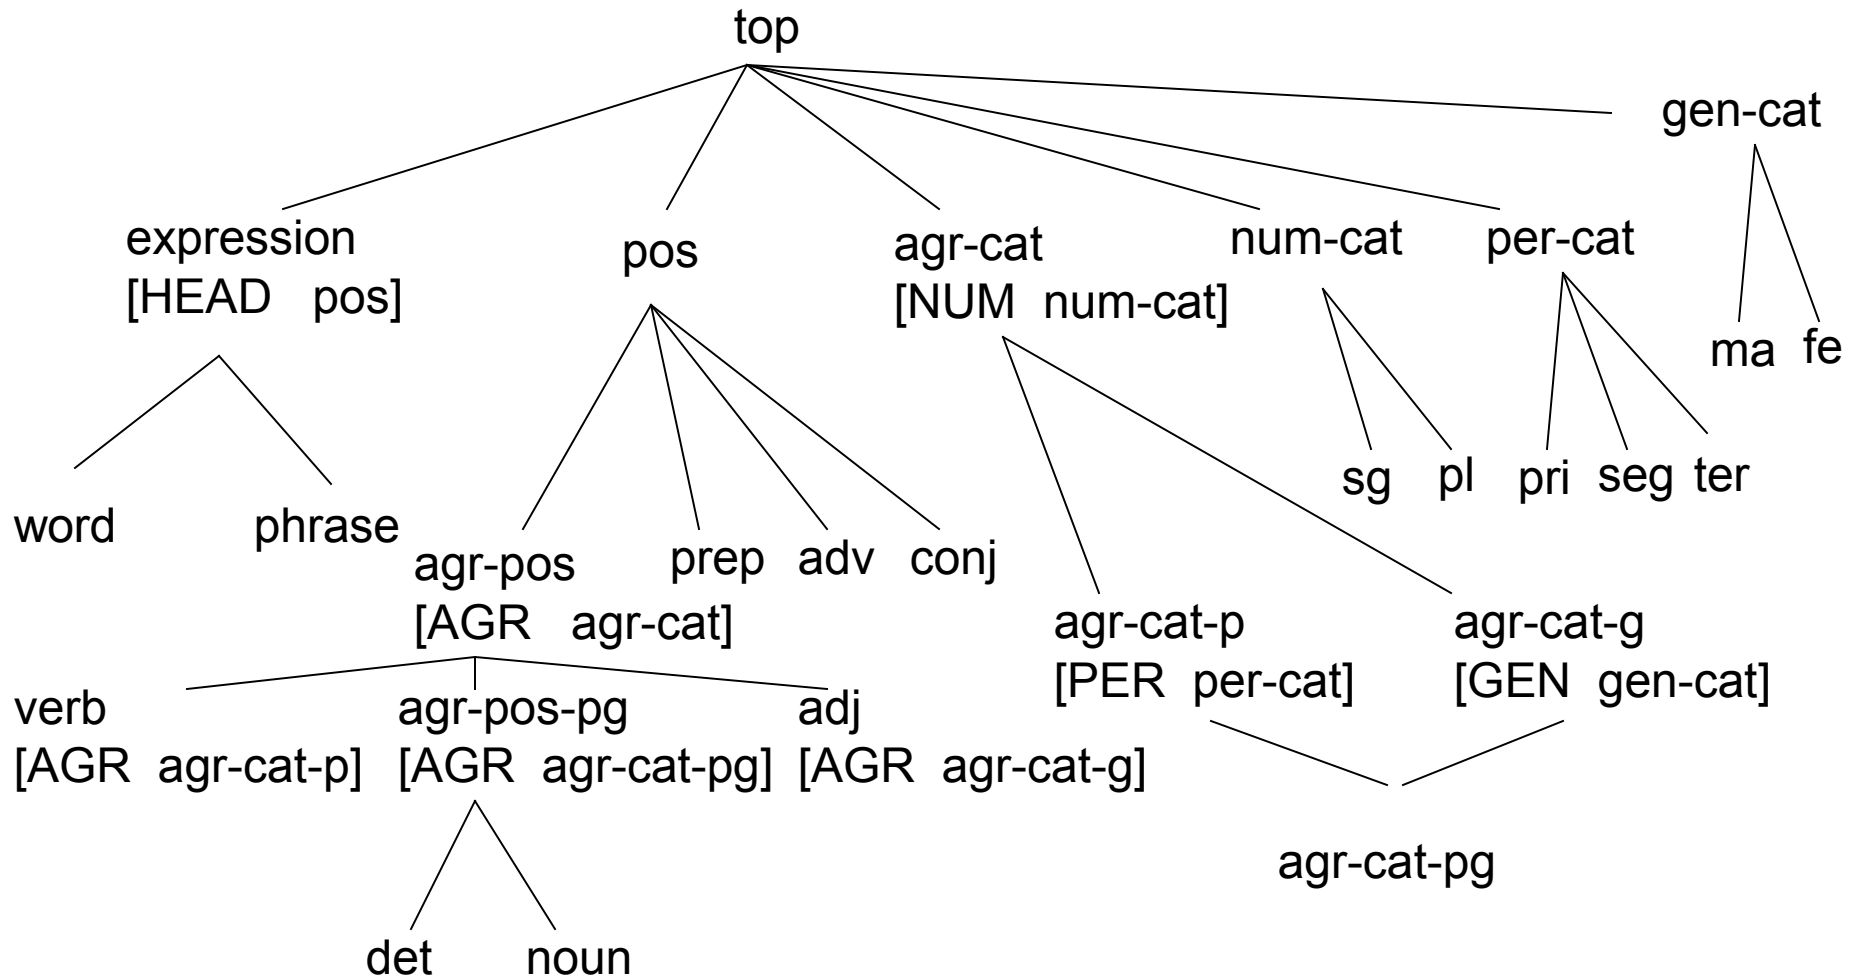 top
gen-cat
expression
[HEAD pos]
pos
agr-cat
[NUM num-cat]
num-cat
per-cat
ma
fe
word
phrase
agr-pos
[AGR agr-cat]
prep
adv
conj
sg
pl
pri
seg
ter
agr-cat-p
[PER per-cat]
agr-cat-g
[GEN gen-cat]
verb
[AGR agr-cat-p]
agr-pos-pg
[AGR agr-cat-pg]
adj
[AGR agr-cat-g]
agr-cat-pg
det
noun